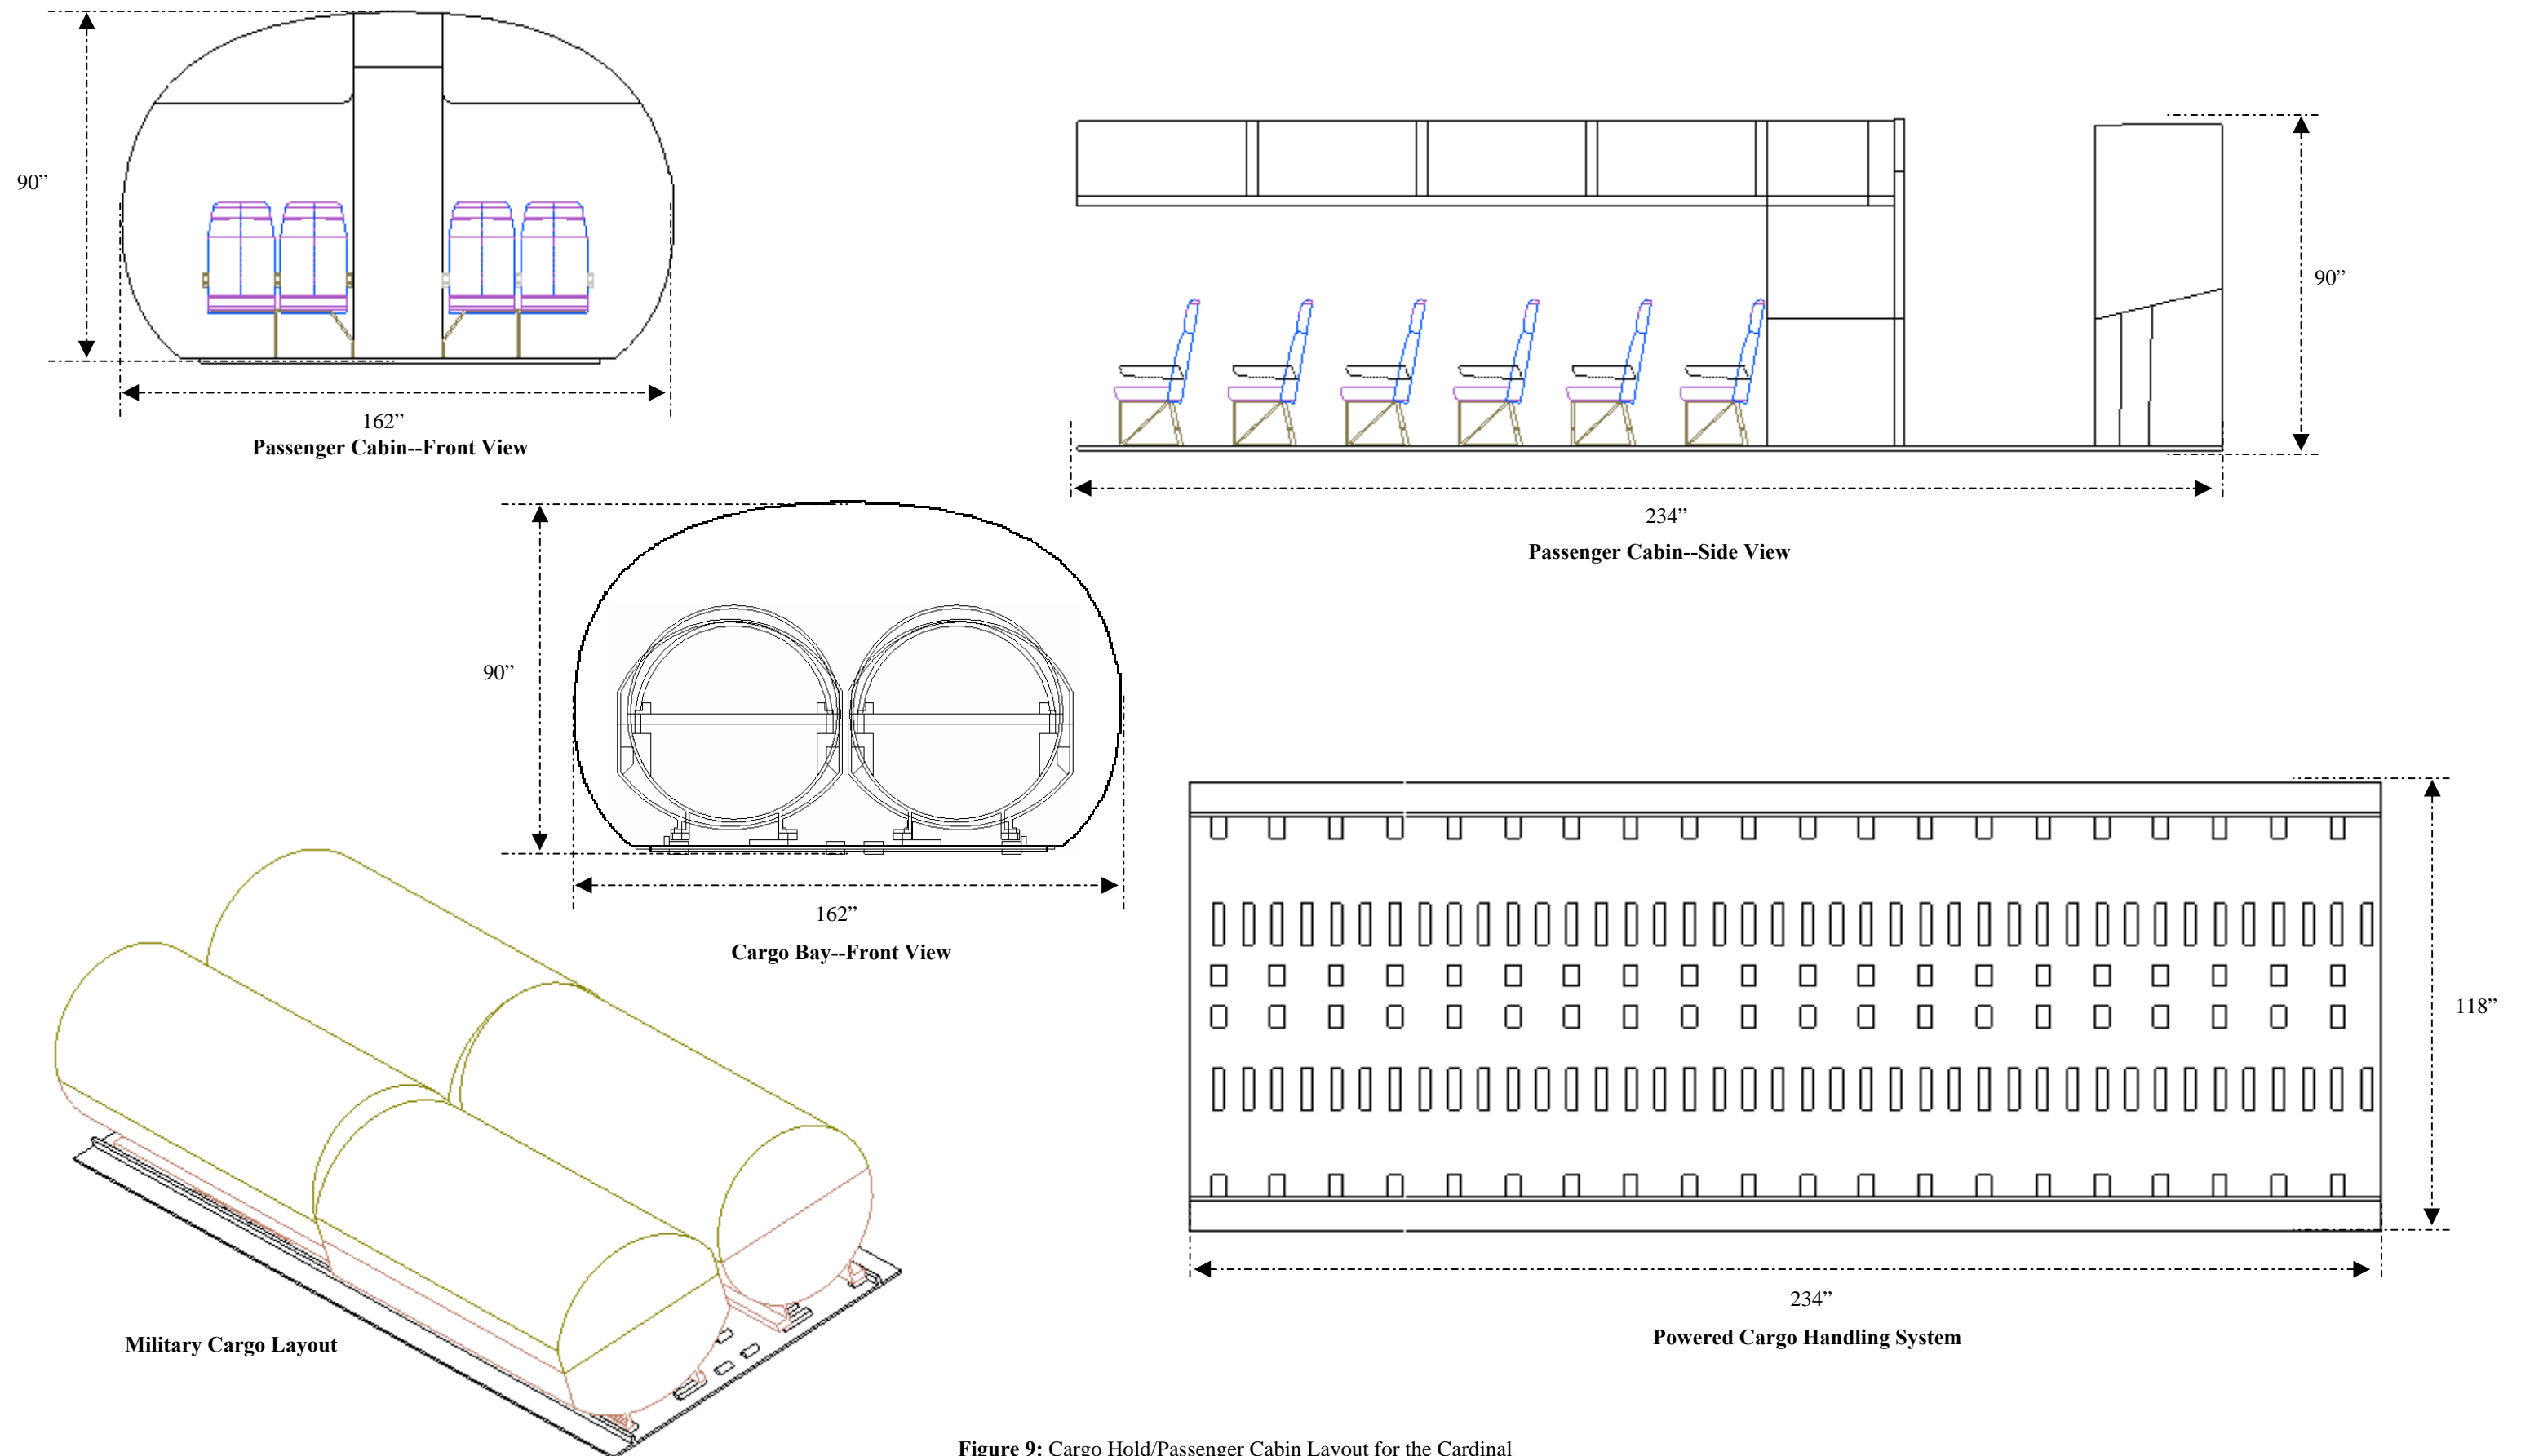 90”
162”
Passenger Cabin--Front View
90”
234”
Passenger Cabin--Side View
90”
162”
Cargo Bay--Front View
118”
234”
Powered Cargo Handling System
Military Cargo Layout
Figure 9: Cargo Hold/Passenger Cabin Layout for the Cardinal